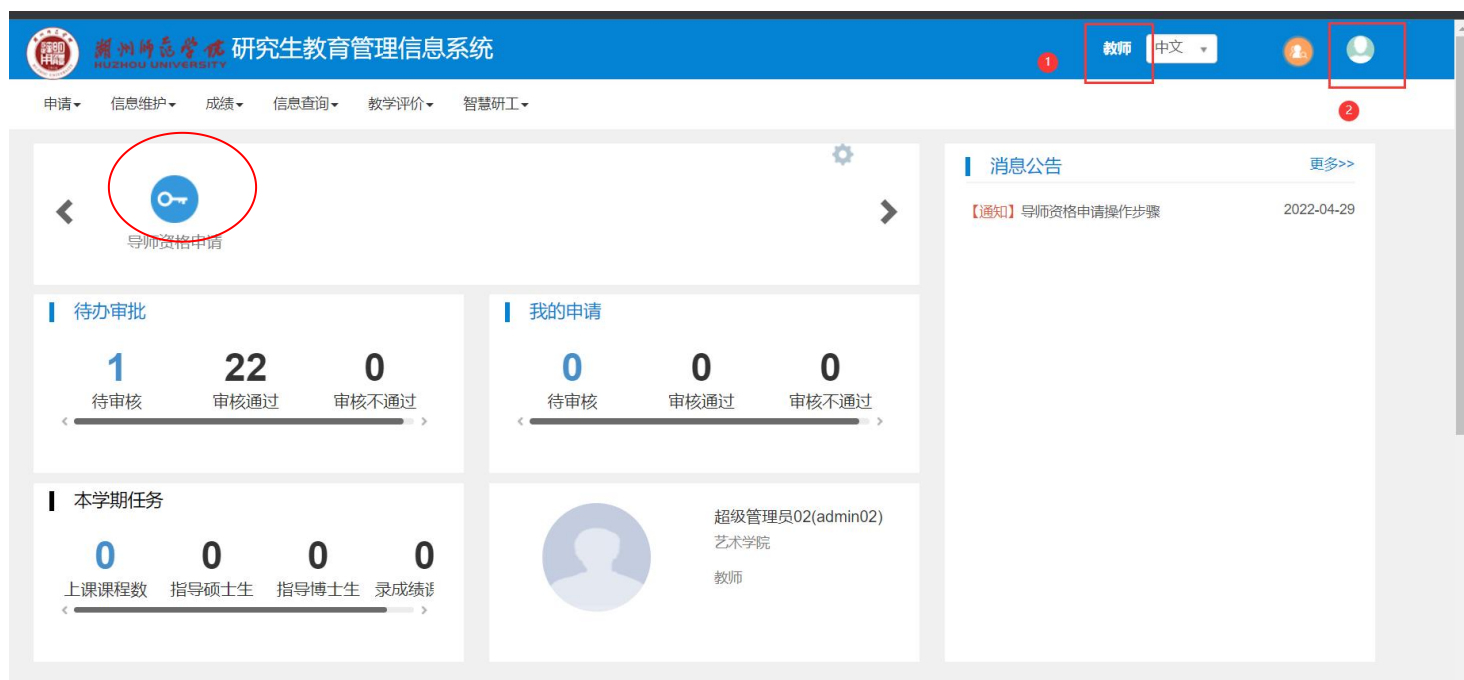 湖州师范学院 研究生教育管理信息系统
HUZHOU UNIVERSITY
1
教师
中文
2
申请 信息维护 成绩 信息查询 教学评价 智慧研工
导师资格申请
消息公告
更多>>
【通知】导师资格申请操作步骤
2022-04-29
待办审批
1 22 0
待审核 审核通过 审核不通过
我的申请
0 0 0
待审核 审核通过 审核不通过
本学期任务
0 0 0 0
上课课程数 指导硕士生 指导博士生 录成绩
超级管理员02(admin02)
艺术学院
教师